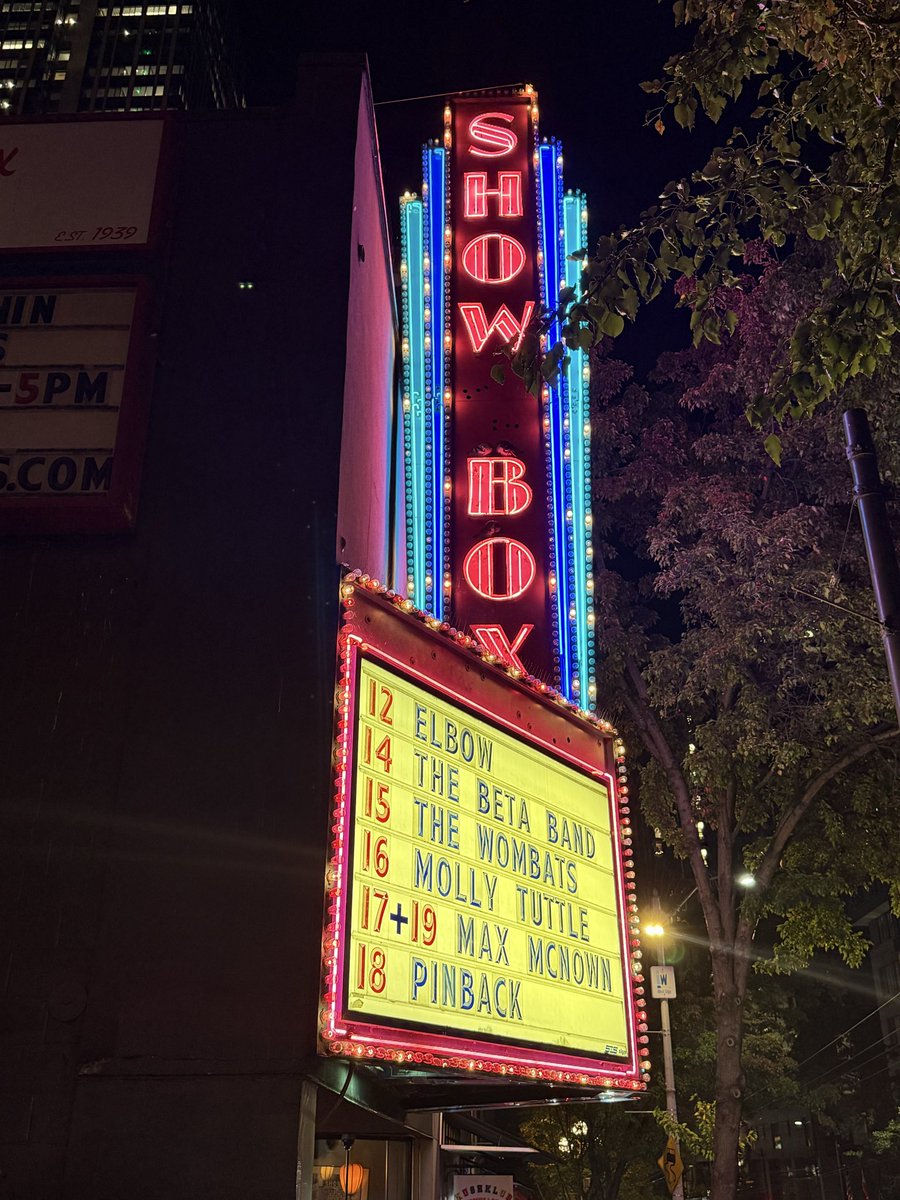 SHOWBOX
12 ELBOW
14 THE BETA BAND
15 THE WOMBATS
16 MOLLY TUTTLE
17+19 MAX MCNOWN
18 PINBACK
EST. 1939
HIN
S
-5PM
S.COM
W